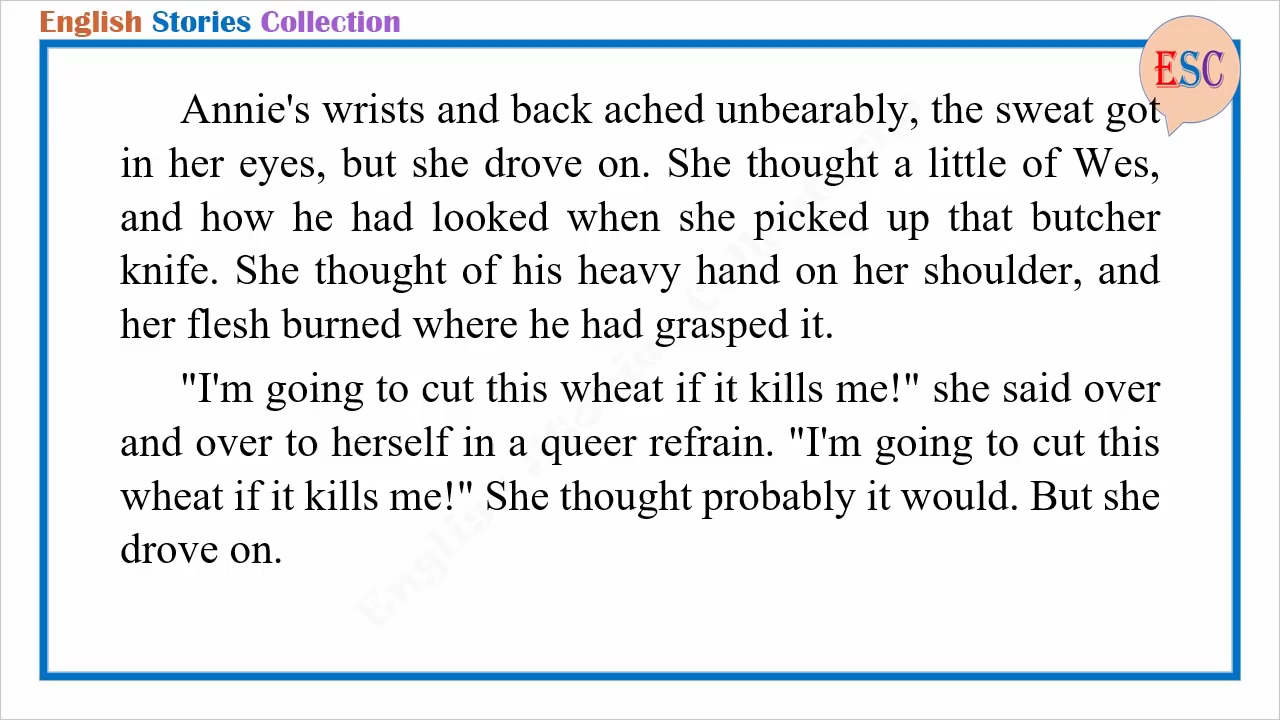 English Stories Collection
ESC
Annie's wrists and back ached unbearably, the sweat got
in her eyes, but she drove on. She thought a little of Wes,
and how he had looked when she picked up that butcher
knife. She thought of his heavy hand on her shoulder, and
her flesh burned where he had grasped it.
"I'm going to cut this wheat if it kills me!" she said over
and over to herself in a queer refrain. "I'm going to cut this
wheat if it kills me!" She thought probably it would. But she
drove on.